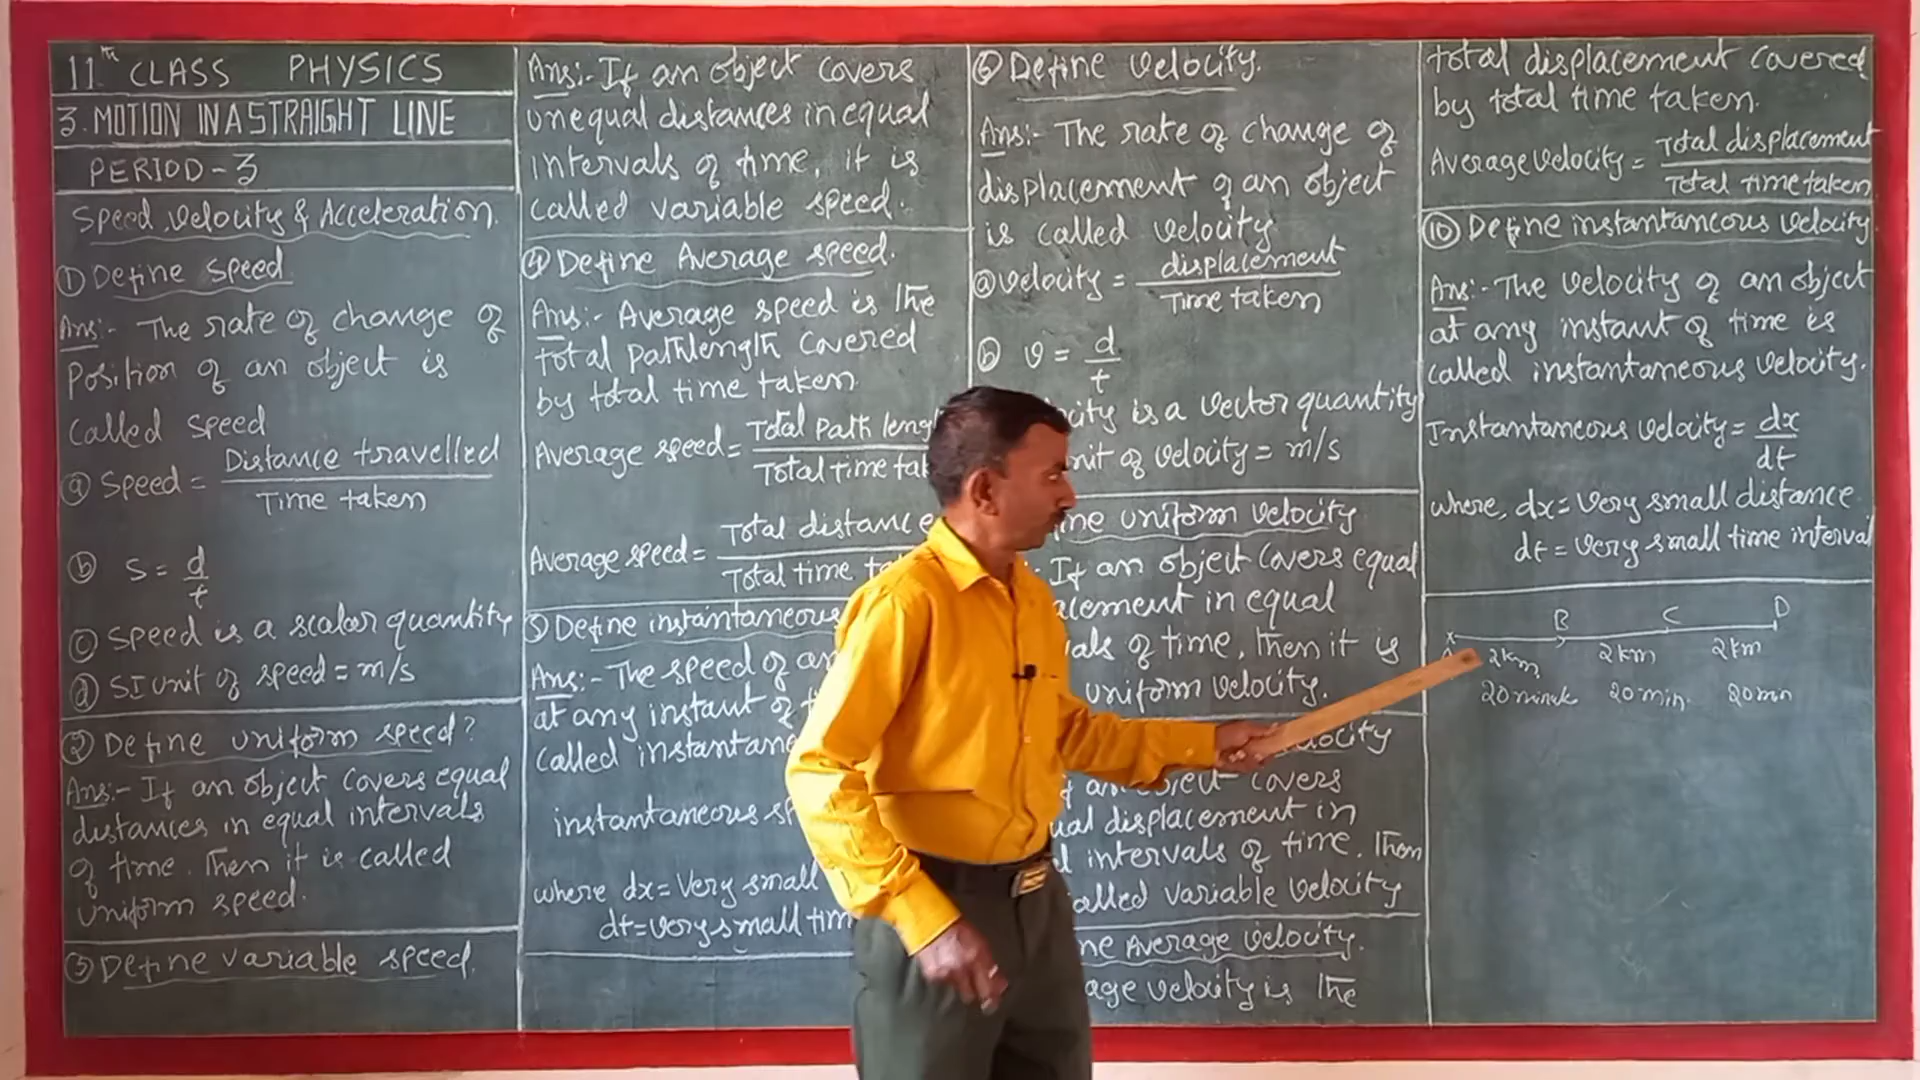 11th CLASS PHYSICS
3. MOTION IN A STRAIGHT LINE
PERIOD - 3
Speed, Velocity & Acceleration.
① Define speed.
Ans:- The rate of change of
Position of an object is
called speed
ⓐ Speed = Distance travelled / Time taken
ⓑ S = d/t
ⓒ Speed is a scalar quantity
ⓓ SI Unit of speed = m/s
② Define uniform speed?
Ans:- If an object covers equal
distances in equal intervals
of time. Then it is called
uniform speed.
③ Define variable speed.
Ans:- If an object covers
unequal distances in equal
intervals of time, it is
called variable speed.
④ Define Average speed.
Ans:- Average speed is the
total pathlength covered
by total time taken.
Average speed = Total Path leng / Total time tak
Average speed = Total distance / Total time ta
⑤ Define instaintaneous
Ans:- The speed of an
at any instant of
called instantane
instantaneous sp
where dx = Very small
dt = very small tim
⑥ Define Velocity.
Ans:- The rate of change of
displacement of an object
is called velocity
ⓐ Velocity = displacement / Time taken
ⓑ v = d/t
city is a vector quantity
nit of velocity = m/s
ine uniform velocity
If an object covers equal
lacement in equal
als of time, then it is
uniform velocity.
ocity
covers
ual displacement in
l intervals of time. Then
alled variable velocity
ne Average velocity.
age velocity is the
total displacement covered
by total time taken.
Average velocity = Total displacement / Total time taken
⑩ Define instantaneous velocity.
Ans:- The velocity of an object
at any instant of time is
called instantaneous velocity.
Instantaneous velocity = dx/dt
where, dx = Very small distance
dt = very small time interval
B C D
2km 2km 2km
20 minute 20 min. 20 min